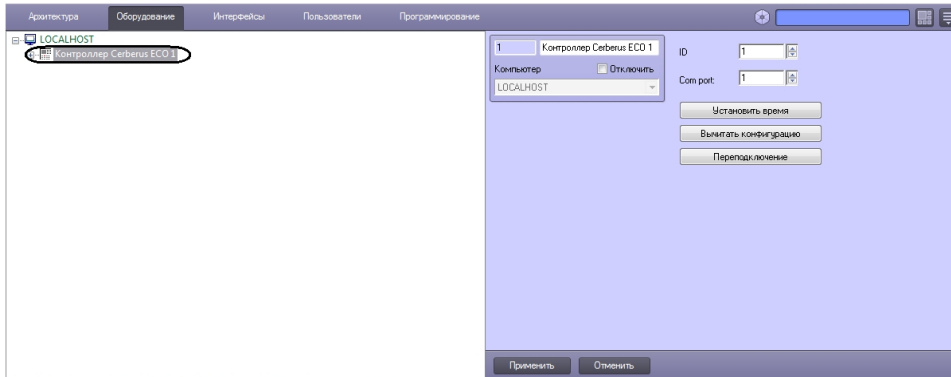 Архитектура Оборудование Интерфейсы Пользователи Программирование
LOCALHOST
Контроллер Cerberus ECO 1
1 Контроллер Cerberus ECO 1
Компьютер Отключить
LOCALHOST
ID 1
Com port: 1
Установить время
Вычитать конфигурацию
Переподключение
Применить Отменить